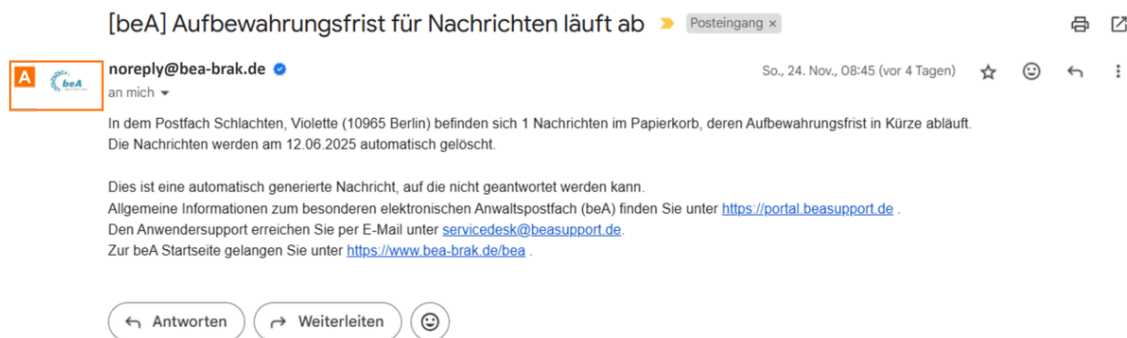 [beA] Aufbewahrungsfrist für Nachrichten läuft ab Posteingang ×
A beA
noreply@bea-brak.de So., 24. Nov., 08:45 (vor 4 Tagen)
an mich
In dem Postfach Schlachten, Violette (10965 Berlin) befinden sich 1 Nachrichten im Papierkorb, deren Aufbewahrungsfrist in Kürze abläuft.
Die Nachrichten werden am 12.06.2025 automatisch gelöscht.
Dies ist eine automatisch generierte Nachricht, auf die nicht geantwortet werden kann.
Allgemeine Informationen zum besonderen elektronischen Anwaltspostfach (beA) finden Sie unter https://portal.beasupport.de .
Den Anwendersupport erreichen Sie per E-Mail unter servicedesk@beasupport.de.
Zur beA Startseite gelangen Sie unter https://www.bea-brak.de/bea .
Antworten Weiterleiten